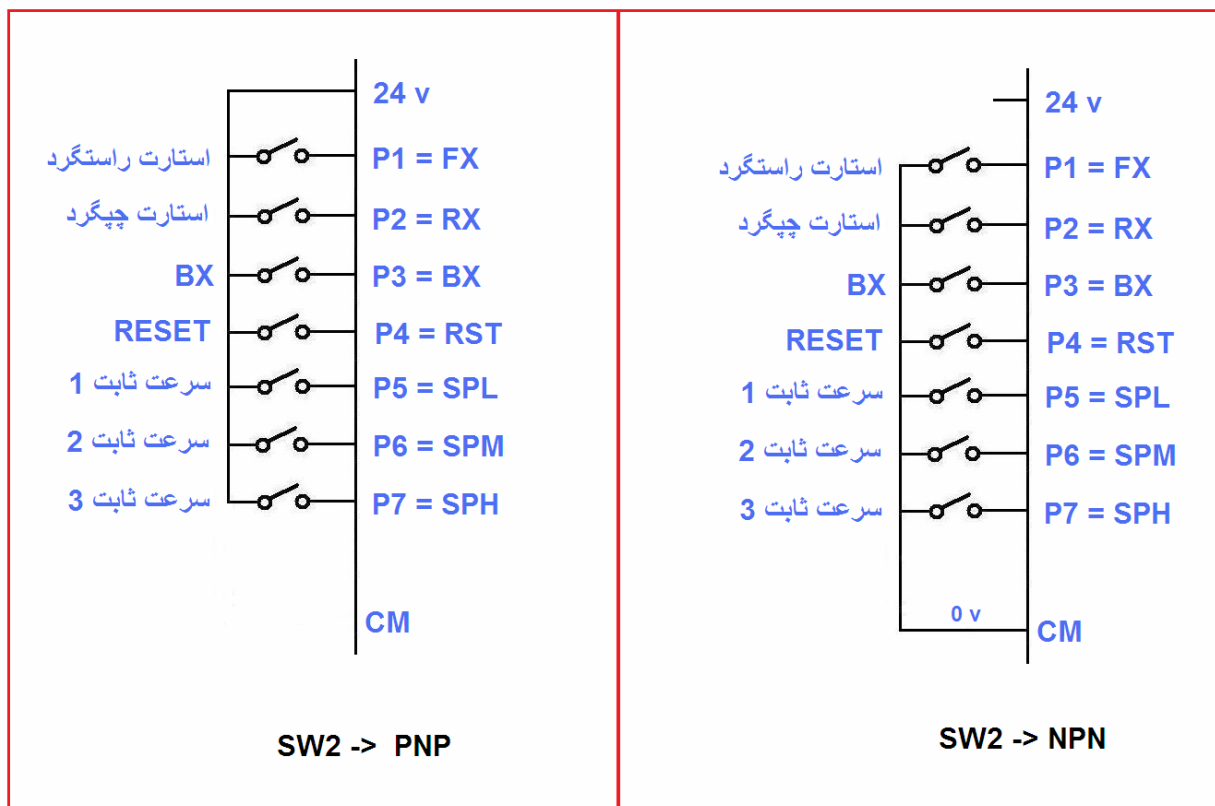 24 v
استارت راستگرد P1 = FX
استارت چپگرد P2 = RX
BX P3 = BX
RESET P4 = RST
سرعت ثابت 1 P5 = SPL
سرعت ثابت 2 P6 = SPM
سرعت ثابت 3 P7 = SPH
CM
SW2 -> PNP
24 v
استارت راستگرد P1 = FX
استارت چپگرد P2 = RX
BX P3 = BX
RESET P4 = RST
سرعت ثابت 1 P5 = SPL
سرعت ثابت 2 P6 = SPM
سرعت ثابت 3 P7 = SPH
0 v CM
SW2 -> NPN